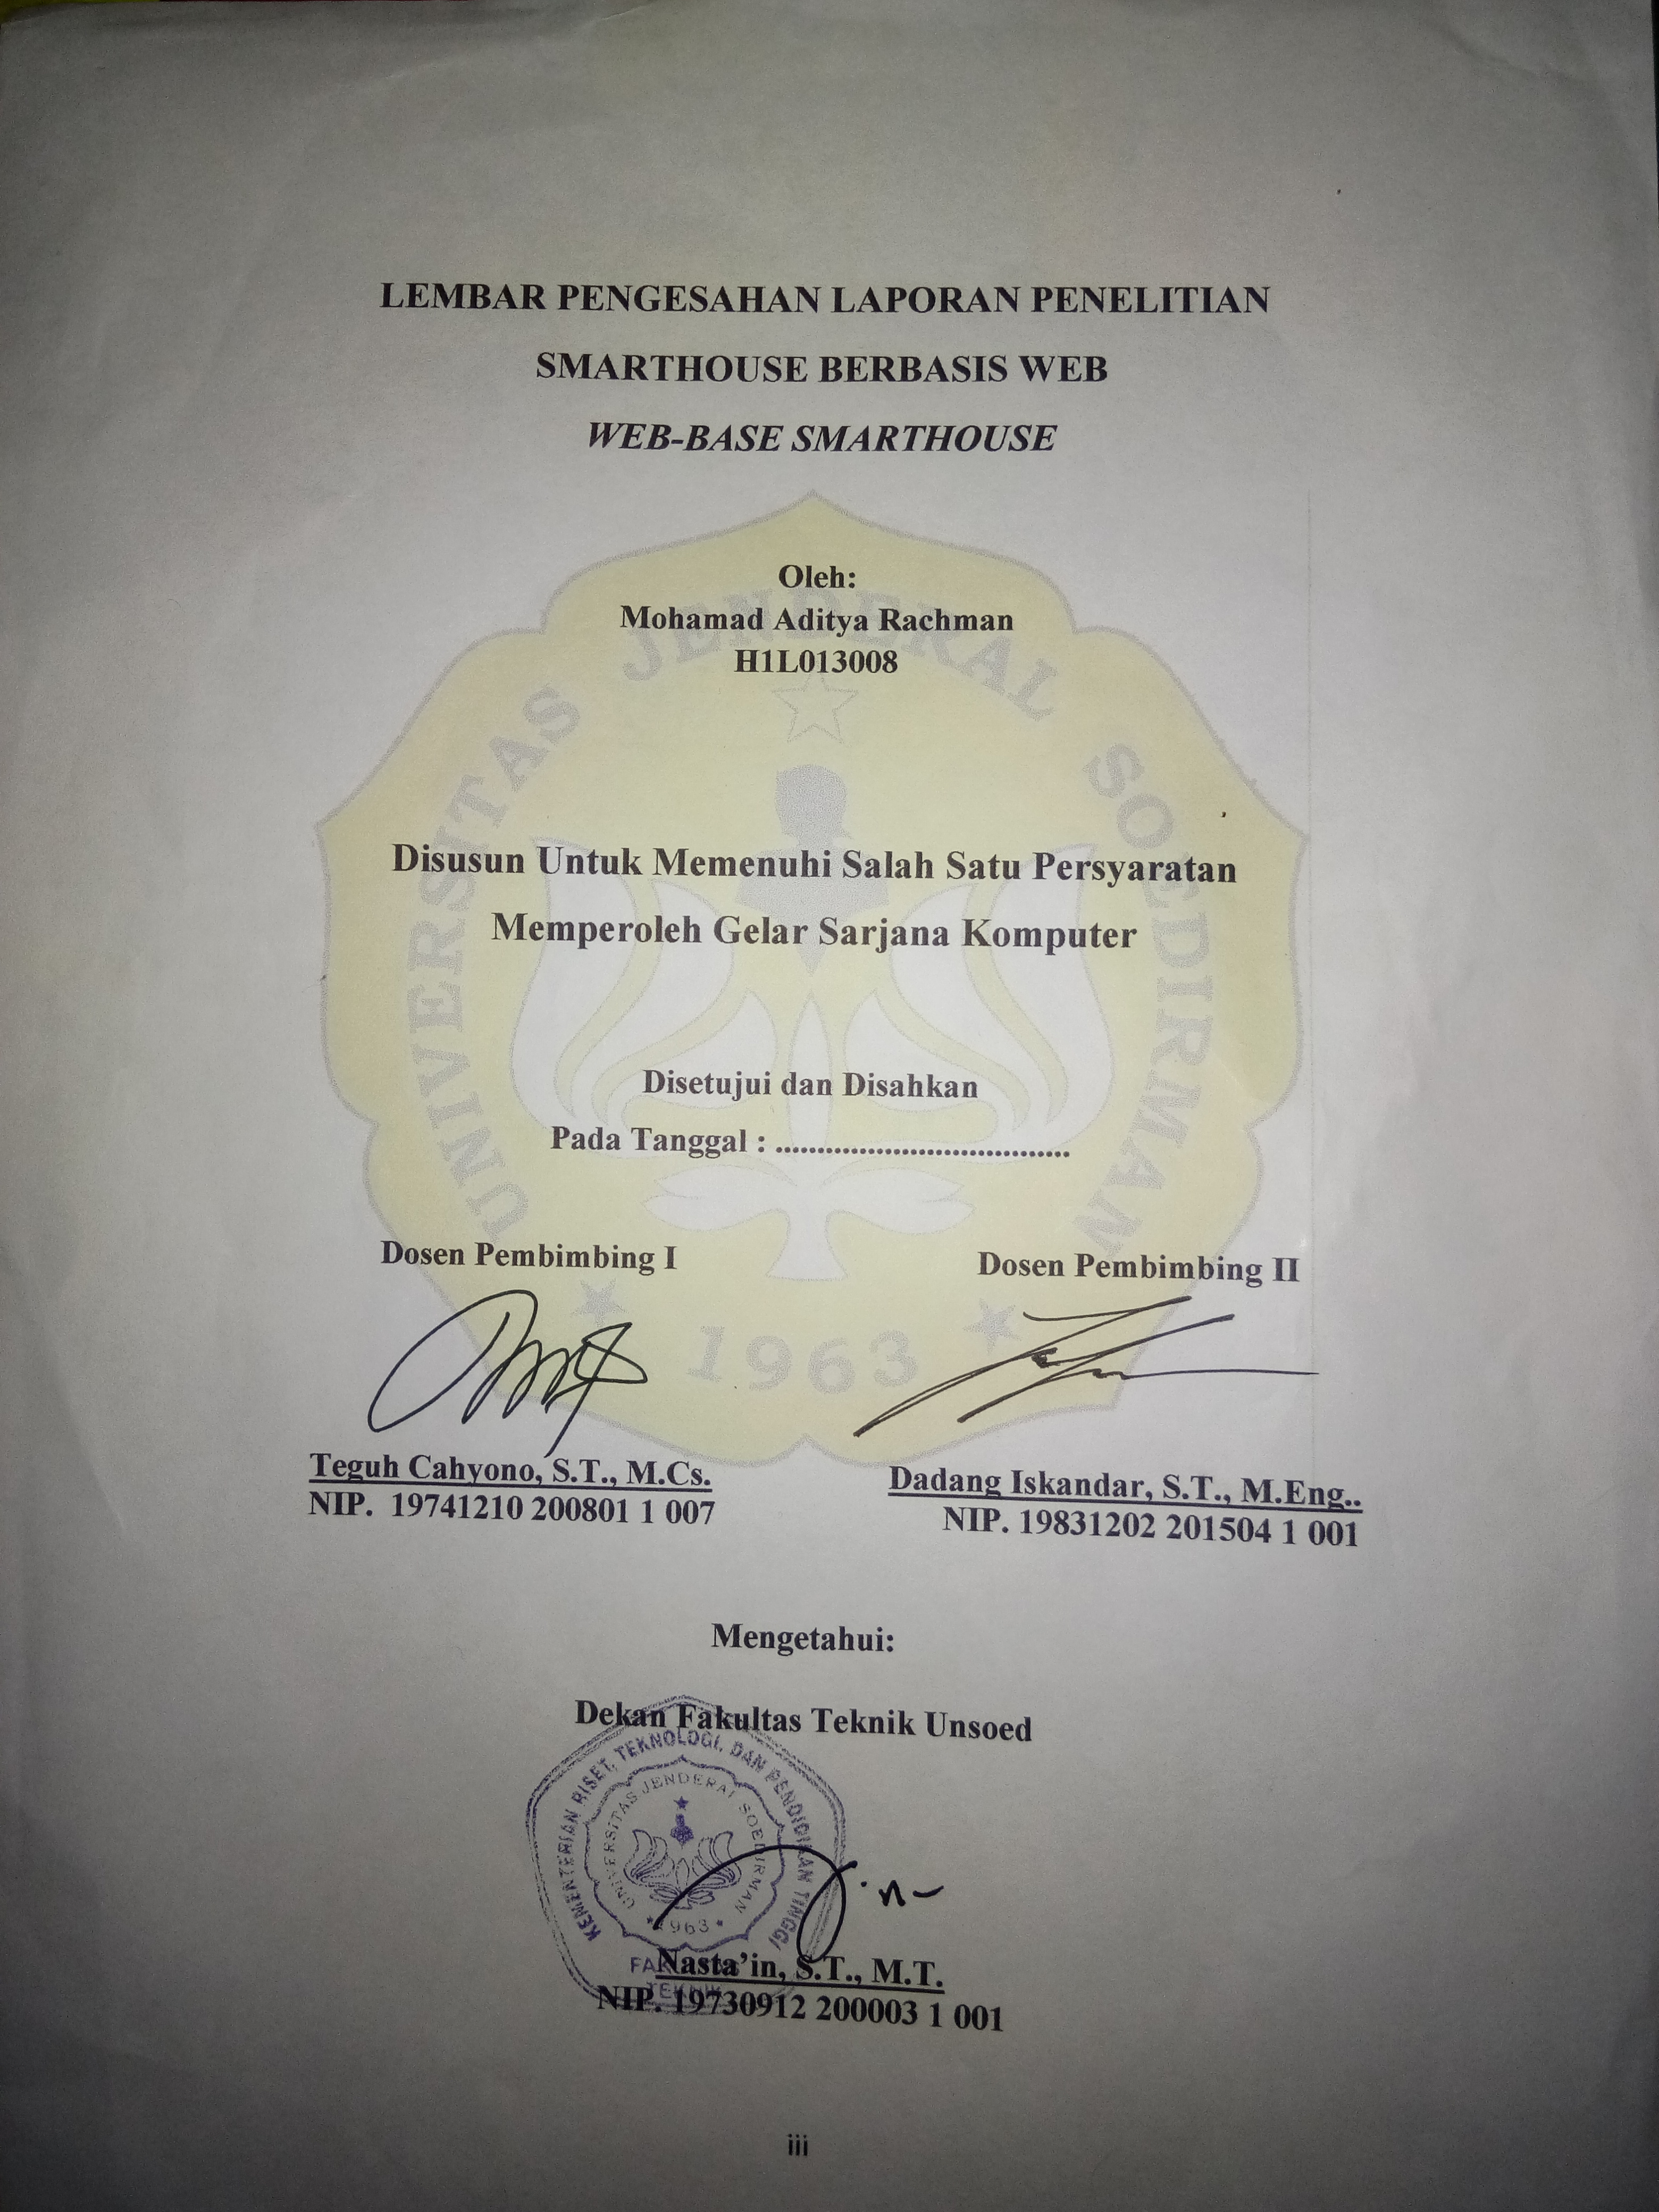 LEMBAR PENGESAHAN LAPORAN PENELITIAN
SMARTHOUSE BERBASIS WEB
WEB-BASE SMARTHOUSE
Oleh:
Mohamad Aditya Rachman
H1L013008
UNIVERSITAS JENDERAL SOEDIRMAN
Disusun Untuk Memenuhi Salah Satu Persyaratan
Memperoleh Gelar Sarjana Komputer
Disetujui dan Disahkan
Pada Tanggal : .......................................
Dosen Pembimbing I
Dosen Pembimbing II
1963
Teguh Cahyono, S.T., M.Cs.
NIP. 19741210 200801 1 007
Dadang Iskandar, S.T., M.Eng..
NIP. 19831202 201504 1 001
Mengetahui:
Dekan Fakultas Teknik Unsoed
KEMENTERIAN RISET, TEKNOLOGI, DAN PENDIDIKAN TINGGI
UNIVERSITAS JENDERAL SOEDIRMAN
1963
Nasta'in, S.T., M.T.
TEKNIK
NIP. 19730912 200003 1 001
iii